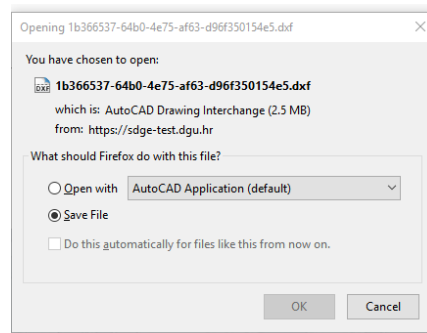 Opening 1b366537-64b0-4e75-af63-d96f350154e5.dxf
You have chosen to open:
DXF 1b366537-64b0-4e75-af63-d96f350154e5.dxf
which is: AutoCAD Drawing Interchange (2.5 MB)
from: https://sdge-test.dgu.hr
What should Firefox do with this file?
Open with AutoCAD Application (default)
Save File
Do this automatically for files like this from now on.
OK Cancel